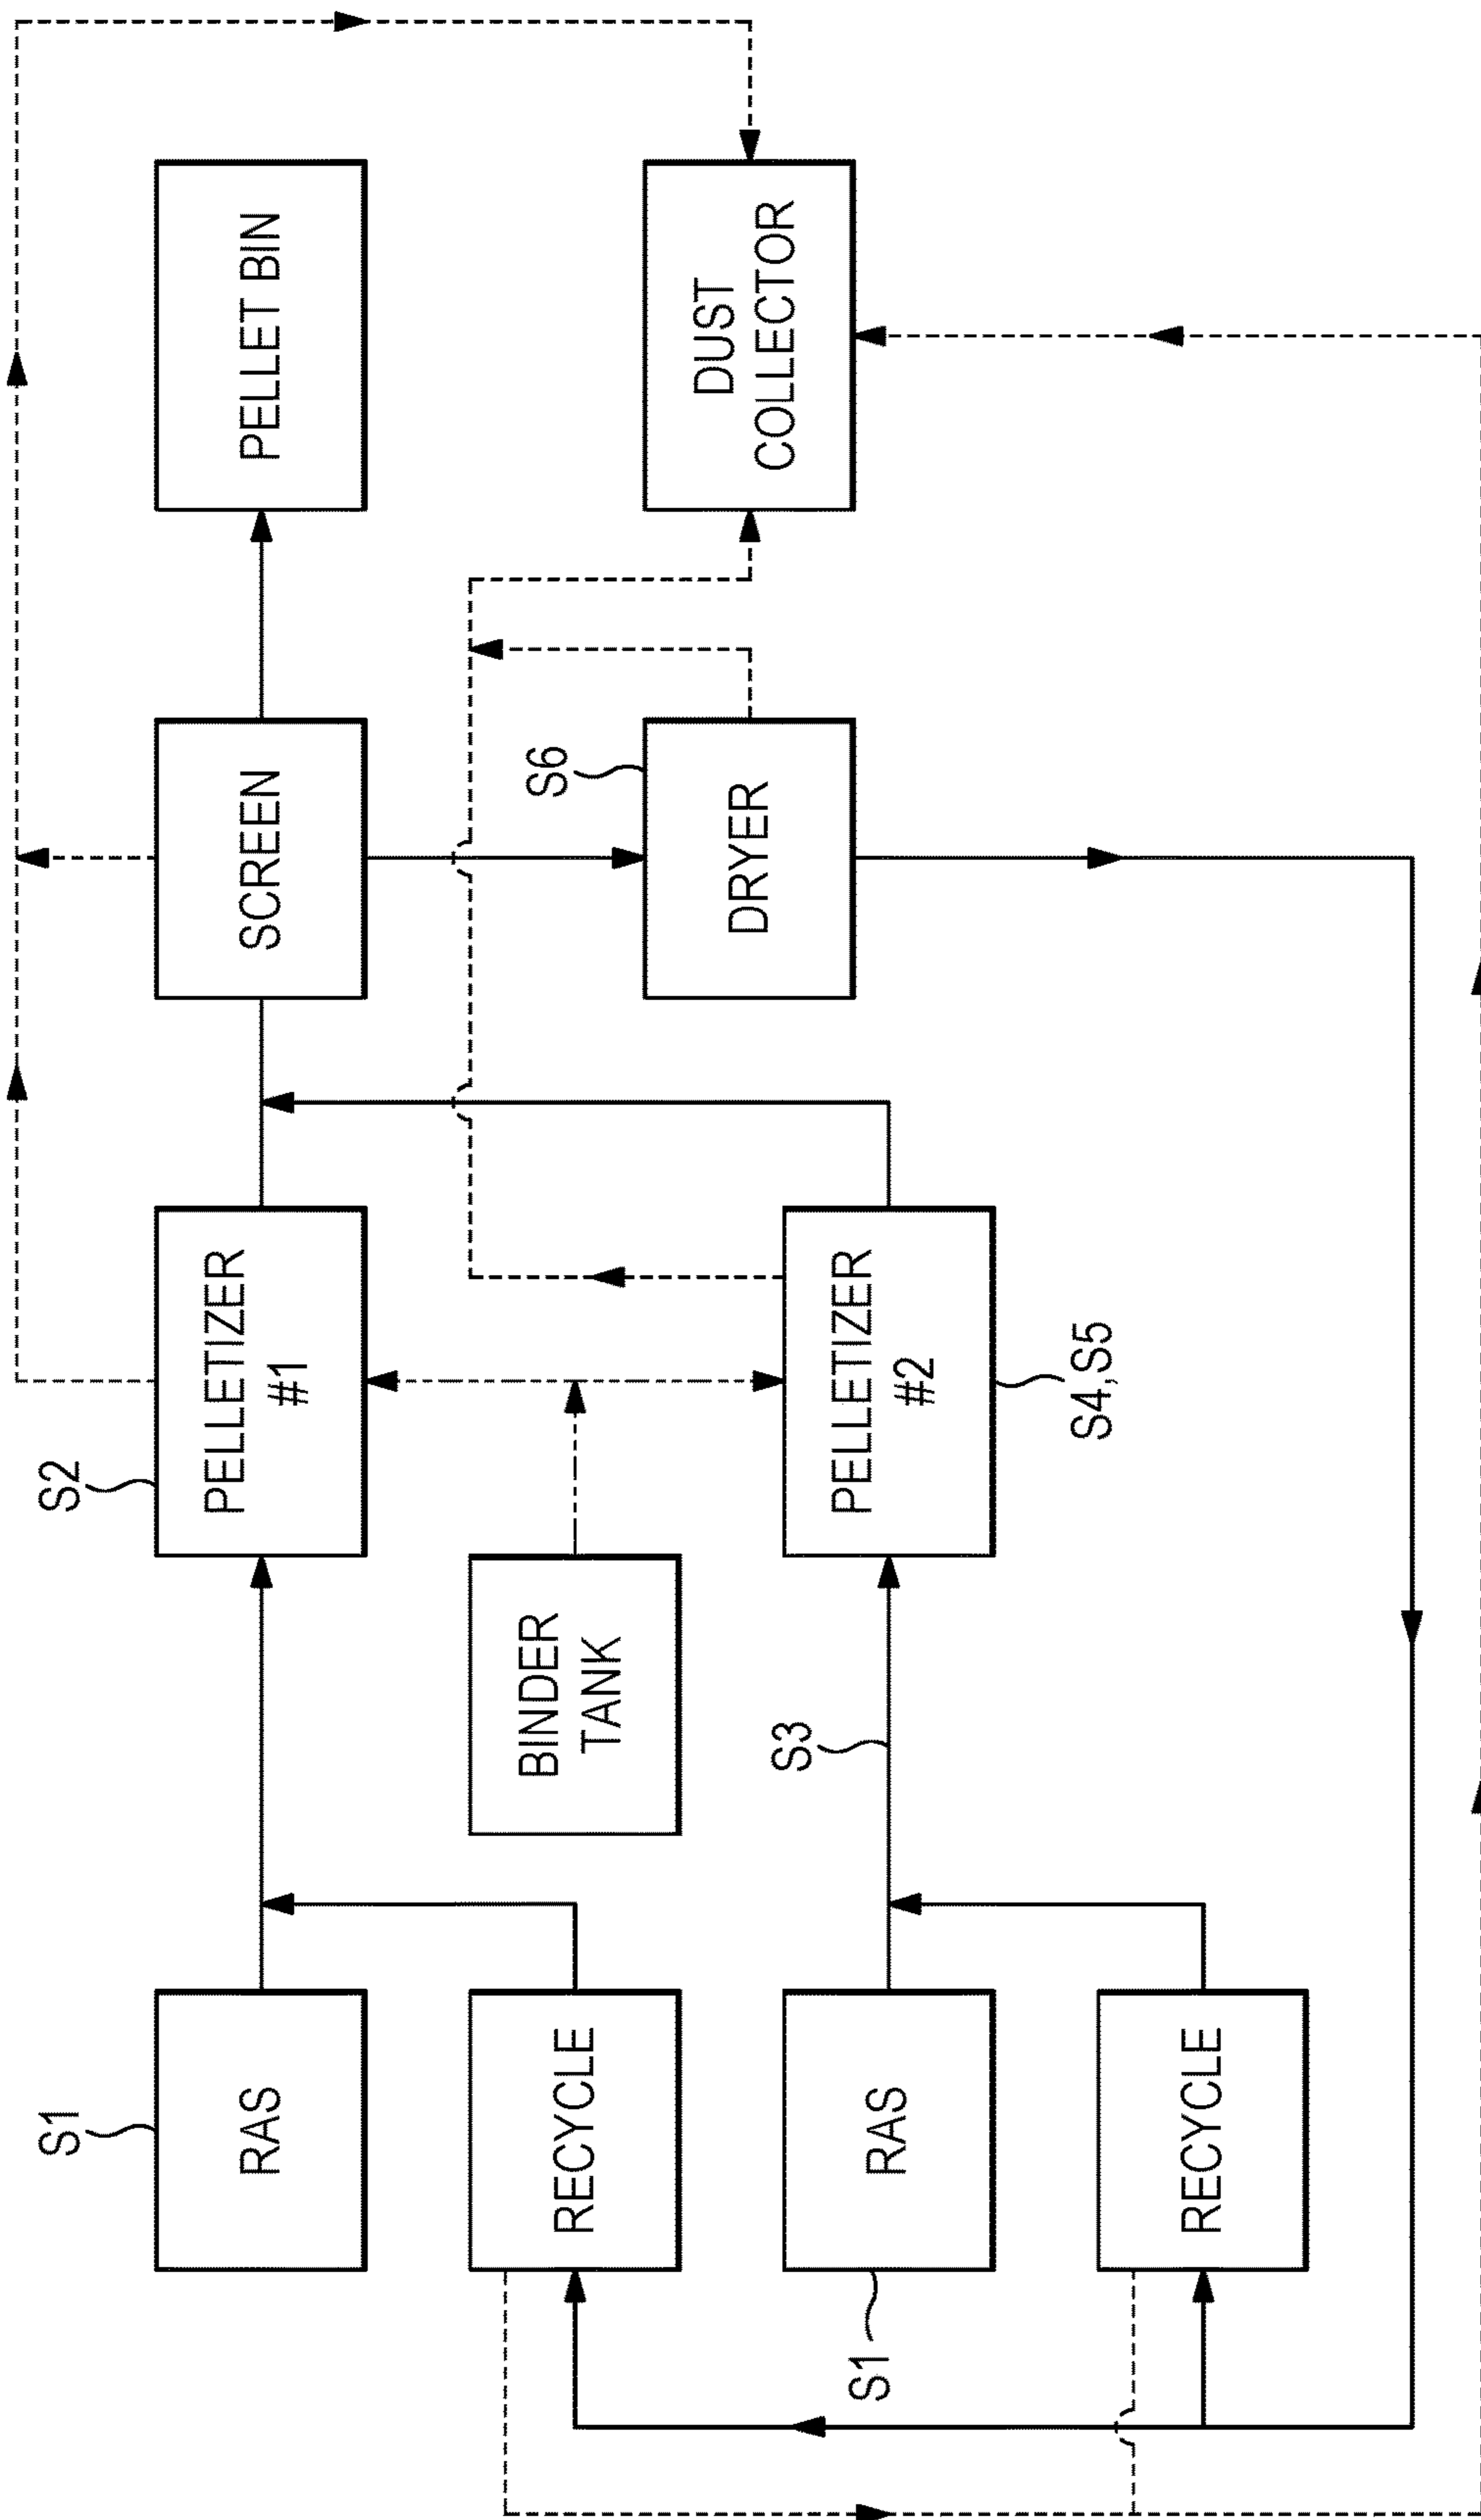 S1
RAS
RECYCLE
S1
RAS
RECYCLE
BINDER
TANK
S3
S2
PELLETIZER
#1
PELLETIZER
#2
S4,S5
SCREEN
S6
DRYER
PELLET BIN
DUST
COLLECTOR